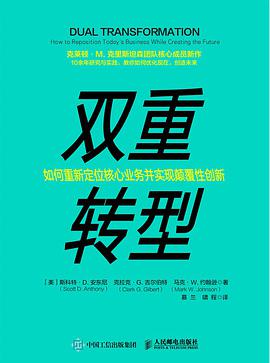 DUAL TRANSFORMATION
How to Reposition Today's Business While Creating the Future
克莱顿·M. 克里斯坦森团队核心成员新作
10余年研究与实践，教你如何优化现在，创造未来
双重
如何重新定位核心业务并实现颠覆性创新
转型
[美] 斯科特·D. 安东尼 克拉克·G. 吉尔伯特 马克·W. 约翰逊 著
(Scott D. Anthony) (Clark G. Gilbert) (Mark W. Johnson)
慕兰 啸程 译
中国工信出版集团 人民邮电出版社
POSTS & TELECOM PRESS